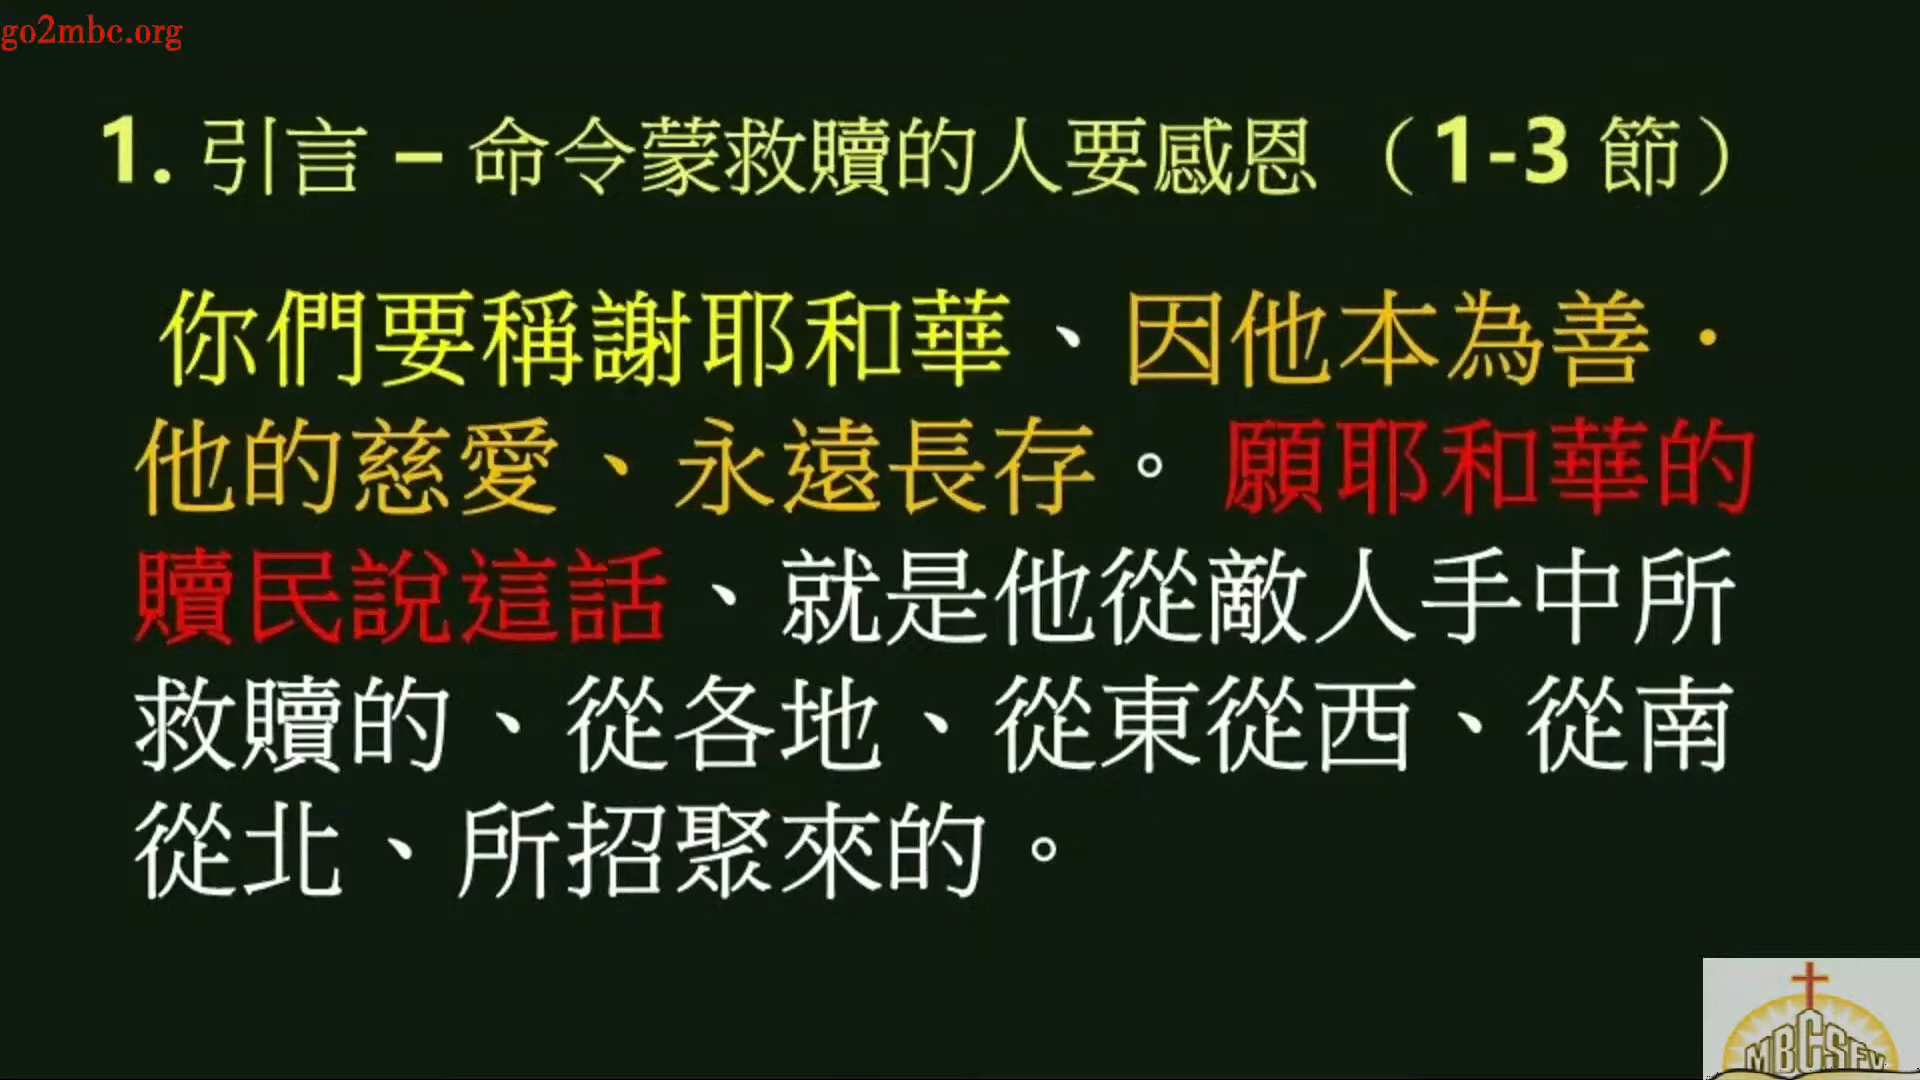 go2mbc.org
1. 引言 – 命令蒙救贖的人要感恩 （1-3 節）
你們要稱謝耶和華、因他本為善．
他的慈愛、永遠長存。願耶和華的
贖民說這話、就是他從敵人手中所
救贖的、從各地、從東從西、從南
從北、所招聚來的。
MBCSFV